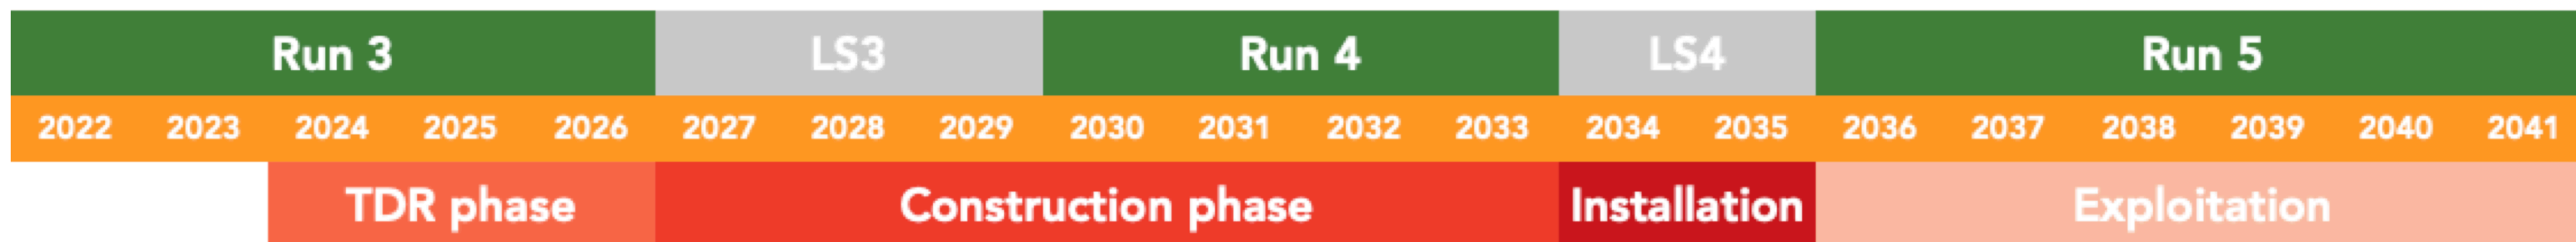 Run 3 LS3 Run 4 LS4 Run 5
2022 2023 2024 2025 2026 2027 2028 2029 2030 2031 2032 2033 2034 2035 2036 2037 2038 2039 2040 2041
TDR phase Construction phase Installation Exploitation